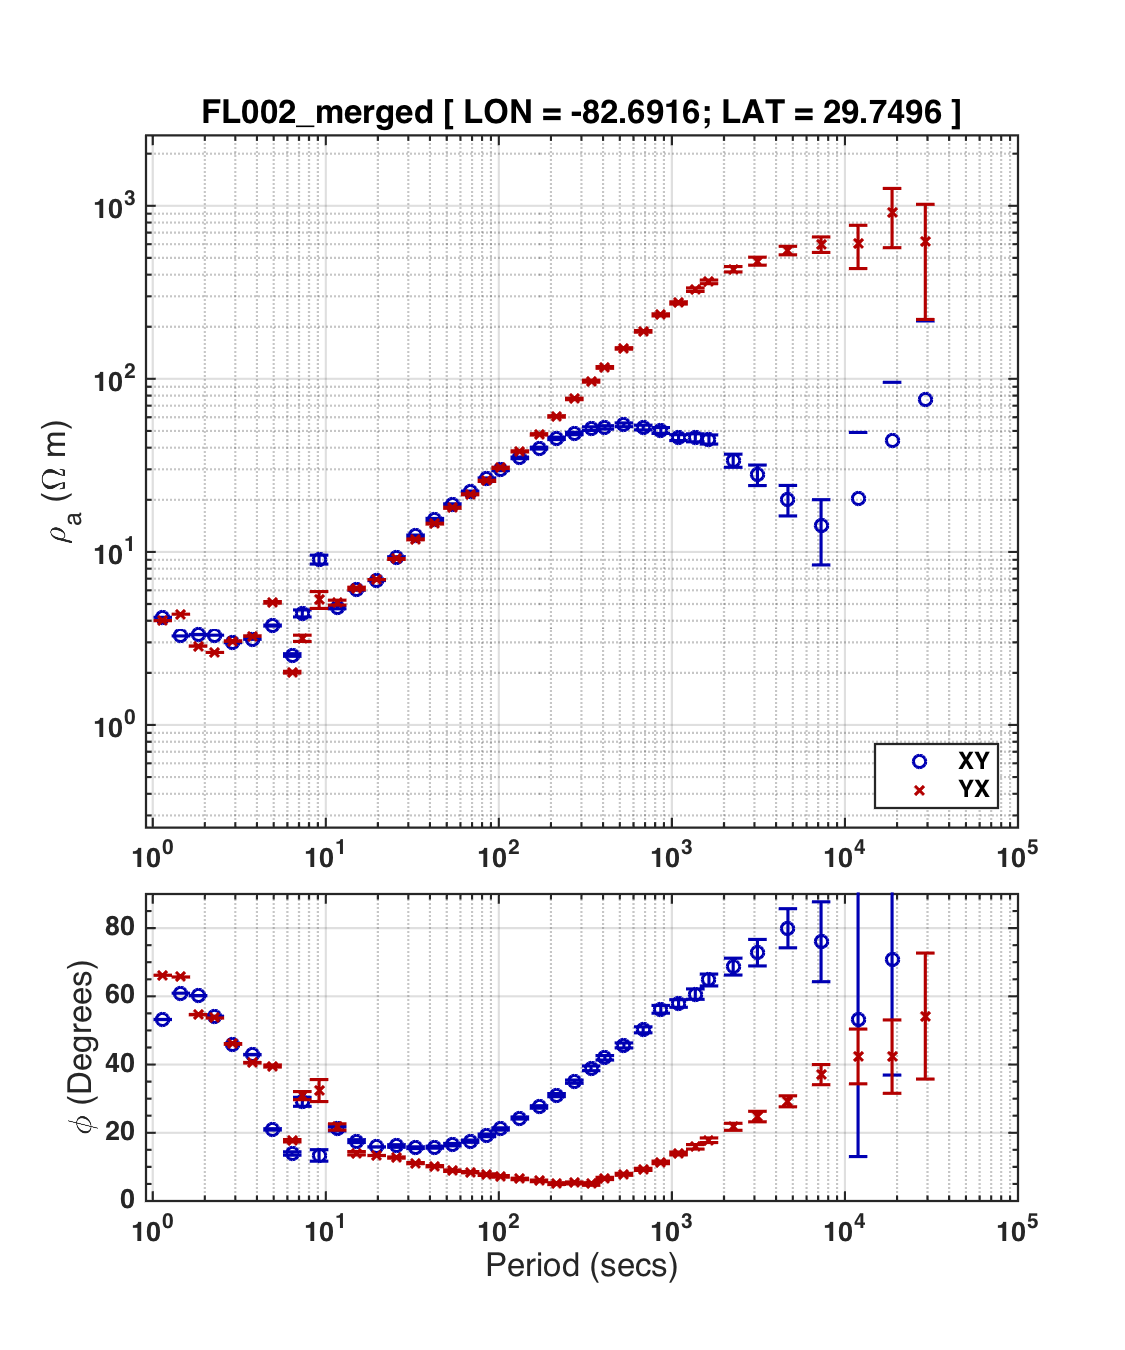 FL002_merged [ LON = -82.6916; LAT = 29.7496 ]
ρa (Ω m)
10^3
10^2
10^1
10^0
XY
YX
10^0 10^1 10^2 10^3 10^4 10^5
ϕ (Degrees)
80
60
40
20
0
10^0 10^1 10^2 10^3 10^4 10^5
Period (secs)